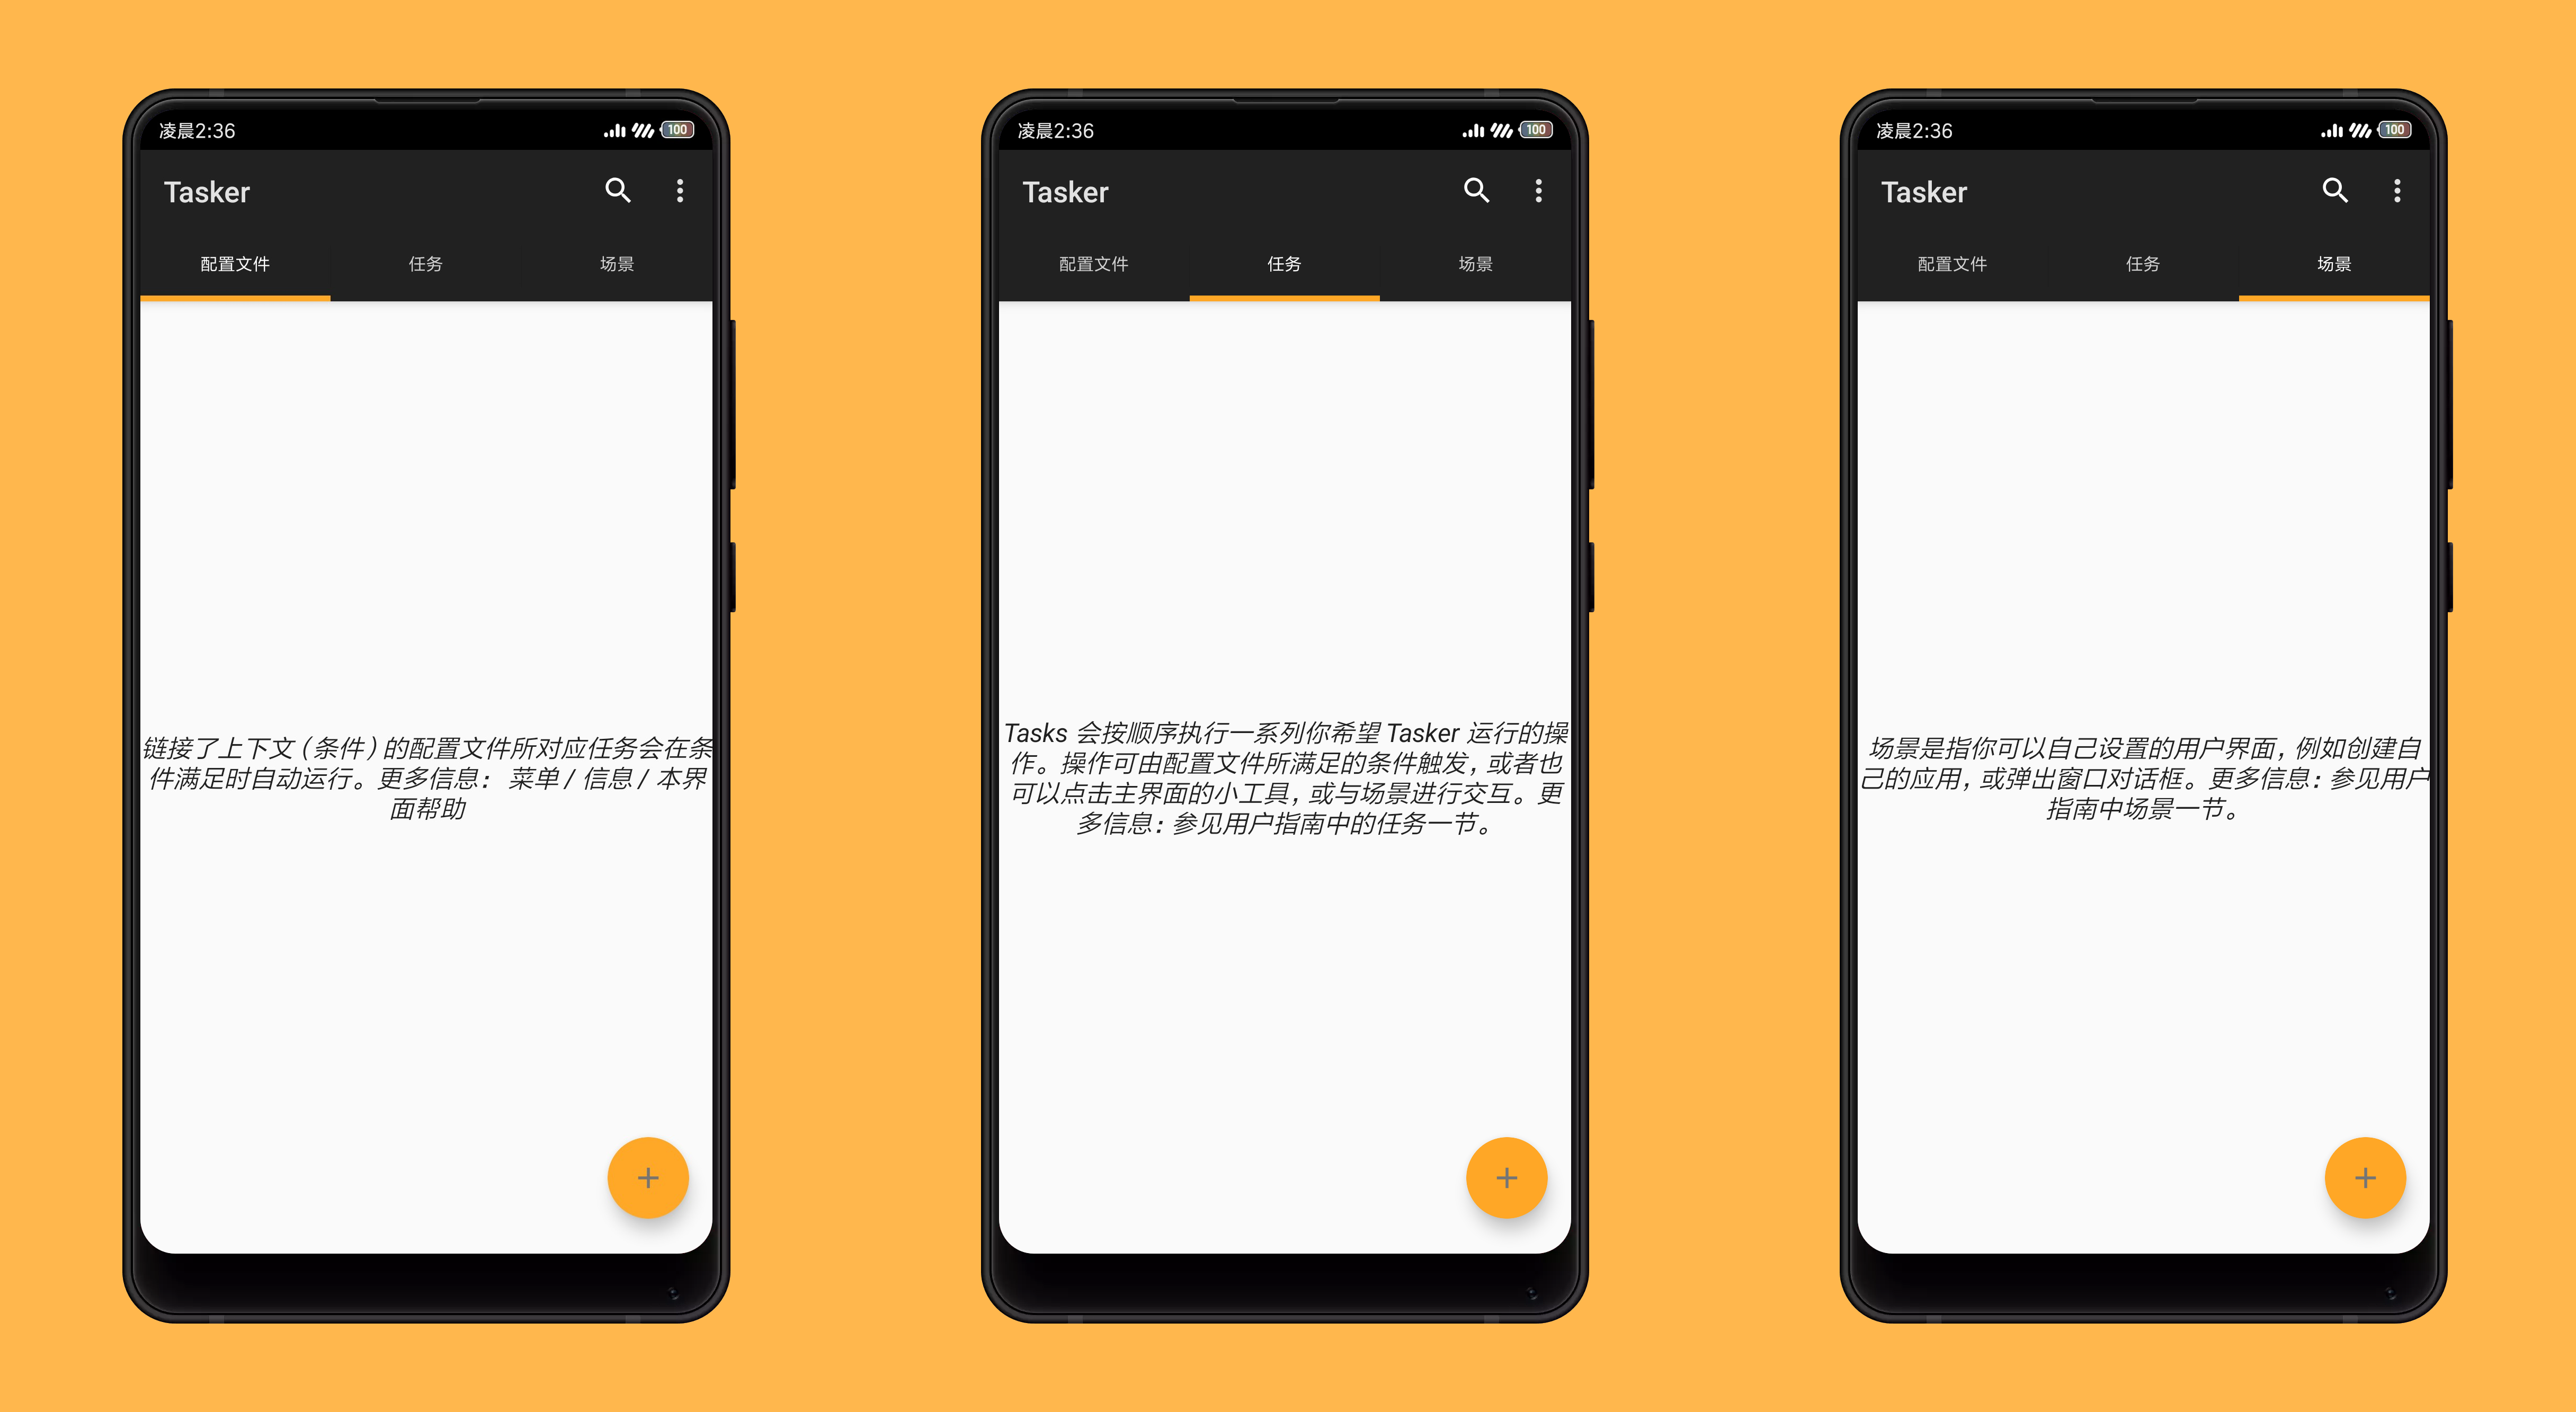 凌晨2:36
100
Tasker
配置文件 任务 场景
链接了上下文（条件）的配置文件所对应任务会在条
件满足时自动运行。更多信息： 菜单 / 信息 / 本界
面帮助
凌晨2:36
100
Tasker
配置文件 任务 场景
Tasks 会按顺序执行一系列你希望 Tasker 运行的操
作。操作可由配置文件所满足的条件触发，或者也
可以点击主界面的小工具，或与场景进行交互。更
多信息：参见用户指南中的任务一节。
凌晨2:36
100
Tasker
配置文件 任务 场景
场景是指你可以自己设置的用户界面，例如创建自
己的应用，或弹出窗口对话框。更多信息：参见用户
指南中场景一节。